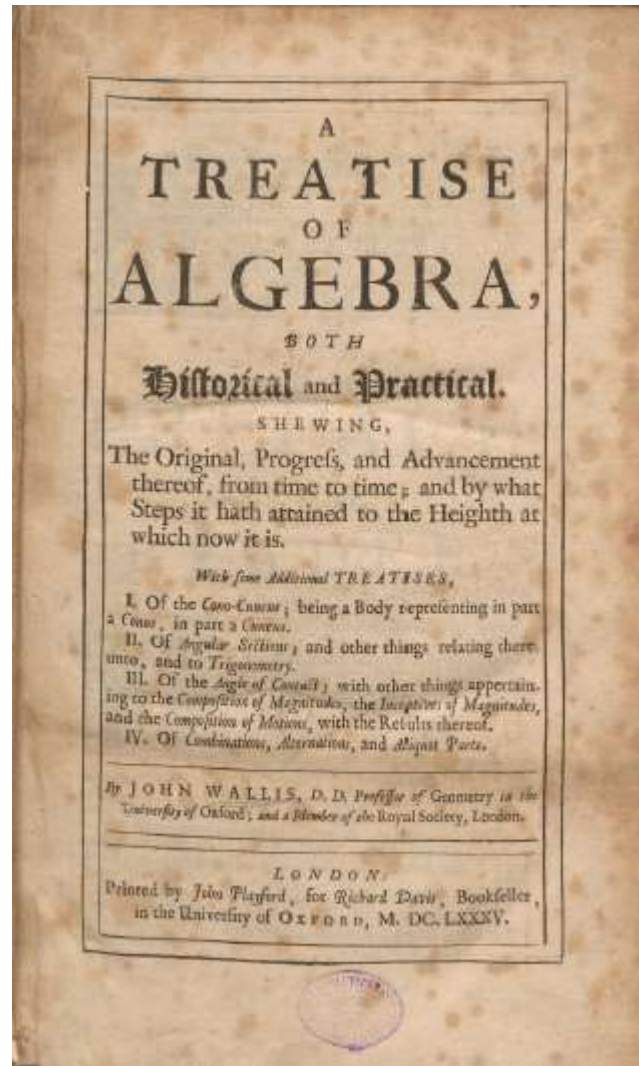 A
TREATISE
OF
ALGEBRA,
BOTH
Hiſtorical and Practical.
SHEWING,
The Original, Progreſs, and Advancement
thereof, from time to time; and by what
Steps it hath attained to the Heighth at
which now it is.
With ſome Additional TREATISES,
I. Of the Cono-Cuneus; being a Body repreſenting in part
a Conus, in part a Cuneus.
II. Of Angular Sections; and other things relating there-
unto, and to Trigonometry.
III. Of the Angle of Contact; with other things appertain-
ing to the Compoſition of Magnitudes, the Inceptives of Magnitudes,
and the Compoſition of Motions, with the Reſults thereof.
IV. Of Combinations, Alternations, and Aliquot Parts.
By JOHN WALLIS, D. D. Profeſſor of Geometry in the
Univerſity of Oxford; and a Member of the Royal Society, London.
LONDON:
Printed by John Playford, for Richard Davis, Bookſeller,
in the Univerſity of OXFORD, M. DC. LXXXV.